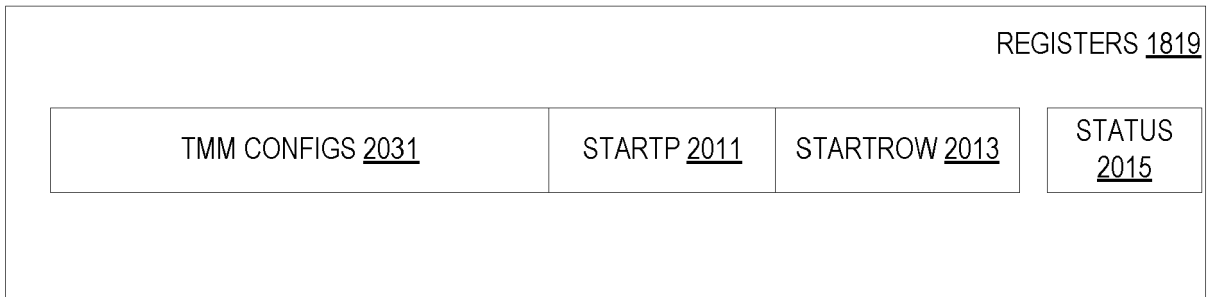 REGISTERS 1819
TMM CONFIGS 2031
STARTP 2011
STARTROW 2013
STATUS
2015